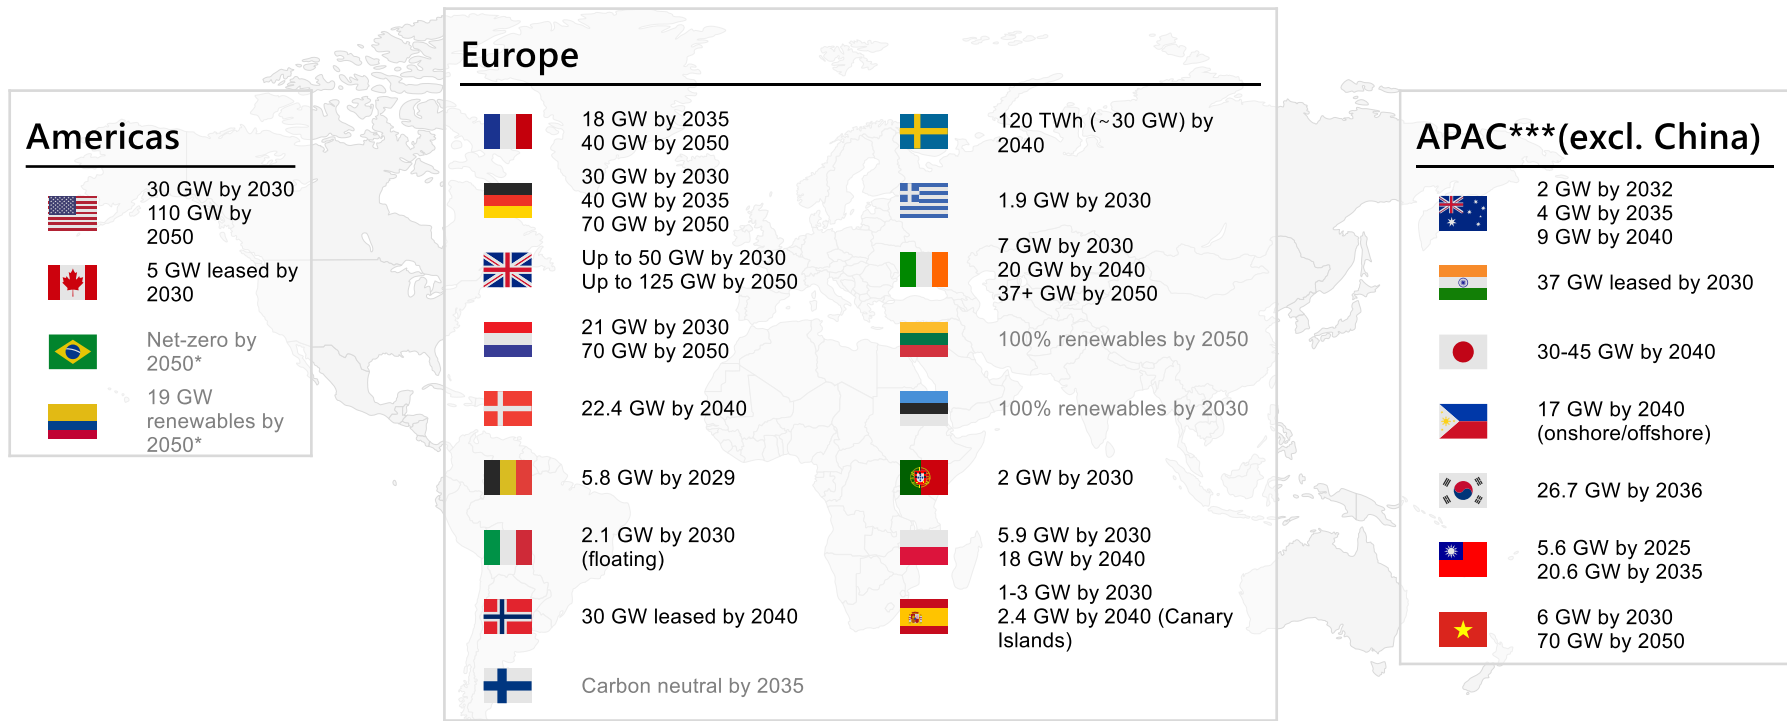 Americas
30 GW by 2030
110 GW by
2050
5 GW leased by
2030
Net-zero by
2050*
19 GW
renewables by
2050*
Europe
18 GW by 2035
40 GW by 2050
30 GW by 2030
40 GW by 2035
70 GW by 2050
Up to 50 GW by 2030
Up to 125 GW by 2050
21 GW by 2030
70 GW by 2050
22.4 GW by 2040
5.8 GW by 2029
2.1 GW by 2030
(floating)
30 GW leased by 2040
Carbon neutral by 2035
120 TWh (~30 GW) by
2040
1.9 GW by 2030
7 GW by 2030
20 GW by 2040
37+ GW by 2050
100% renewables by 2050
100% renewables by 2030
2 GW by 2030
5.9 GW by 2030
18 GW by 2040
1-3 GW by 2030
2.4 GW by 2040 (Canary
Islands)
APAC***(excl. China)
2 GW by 2032
4 GW by 2035
9 GW by 2040
37 GW leased by 2030
30-45 GW by 2040
17 GW by 2040
(onshore/offshore)
26.7 GW by 2036
5.6 GW by 2025
20.6 GW by 2035
6 GW by 2030
70 GW by 2050